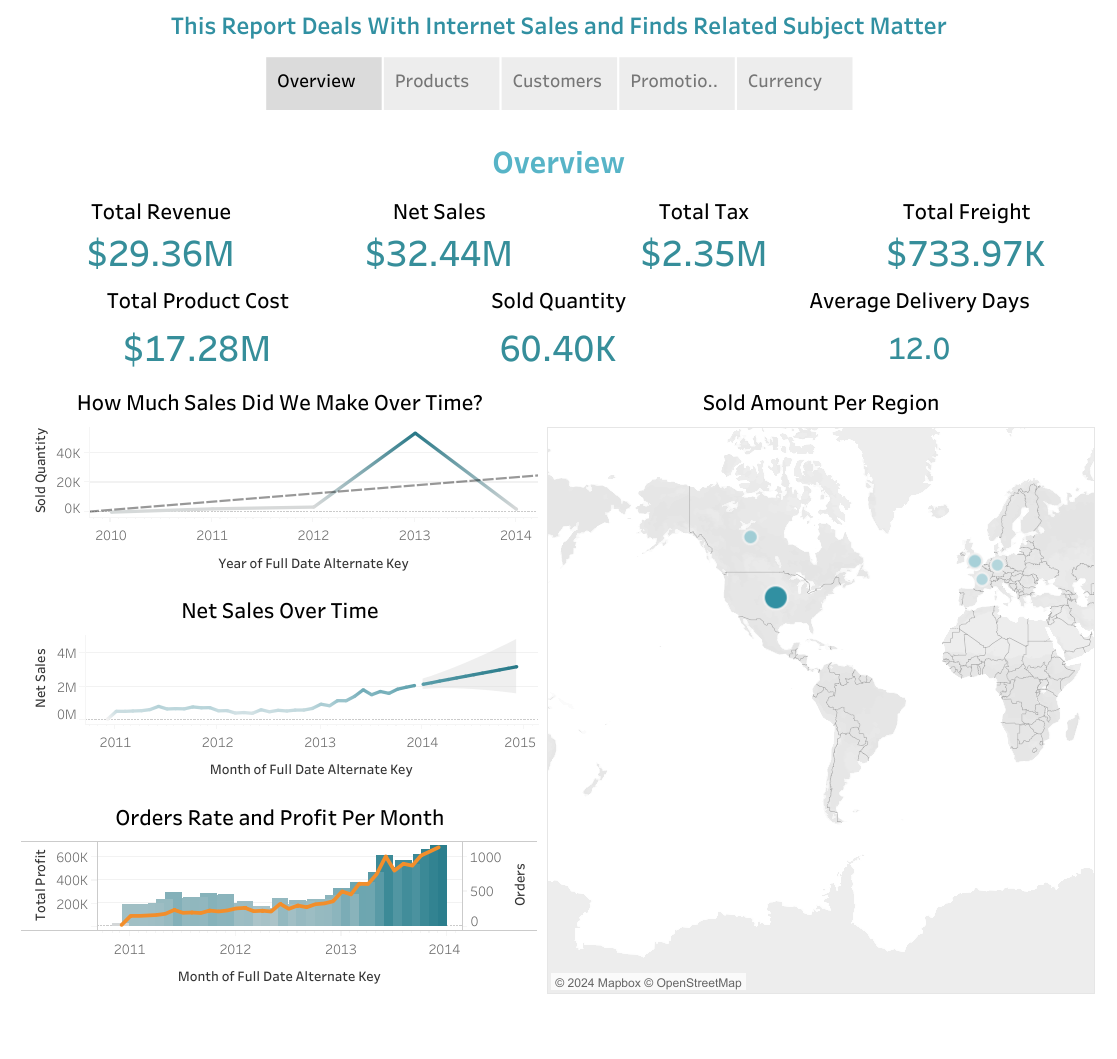 This Report Deals With Internet Sales and Finds Related Subject Matter
Overview
Products
Customers
Promotio..
Currency
Overview
Total Revenue
$29.36M
Net Sales
$32.44M
Total Tax
$2.35M
Total Freight
$733.97K
Total Product Cost
$17.28M
Sold Quantity
60.40K
Average Delivery Days
12.0
How Much Sales Did We Make Over Time?
Sold Quantity
40K
20K
0K
2010 2011 2012 2013 2014
Year of Full Date Alternate Key
Net Sales Over Time
Net Sales
4M
2M
0M
2011 2012 2013 2014 2015
Month of Full Date Alternate Key
Orders Rate and Profit Per Month
Total Profit
600K
400K
200K
1000
500
0
Orders
2011 2012 2013 2014
Month of Full Date Alternate Key
Sold Amount Per Region
© 2024 Mapbox © OpenStreetMap